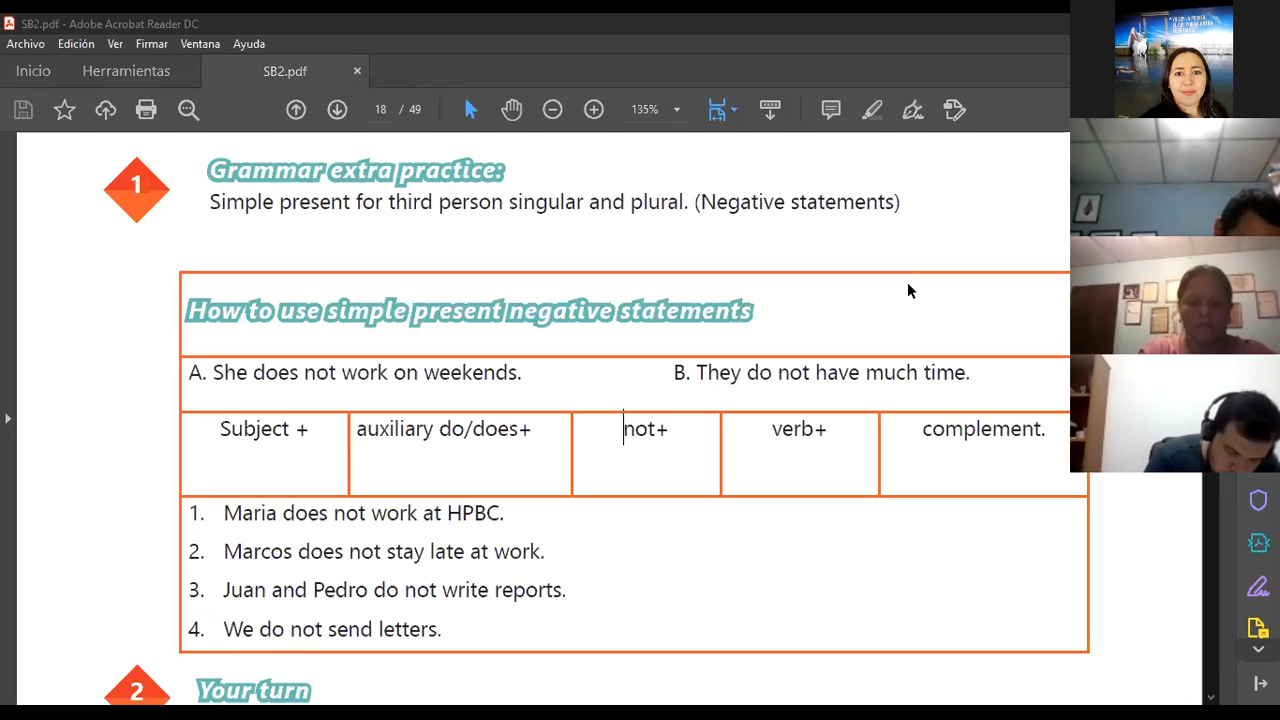 SB2.pdf - Adobe Acrobat Reader DC
Archivo Edición Ver Firmar Ventana Ayuda
Inicio Herramientas SB2.pdf ×
18 / 49 135%
1 Grammar extra practice:
Simple present for third person singular and plural. (Negative statements)
How to use simple present negative statements
A. She does not work on weekends. B. They do not have much time.
Subject + auxiliary do/does+ not+ verb+ complement.
1. Maria does not work at HPBC.
2. Marcos does not stay late at work.
3. Juan and Pedro do not write reports.
4. We do not send letters.
2 Your turn